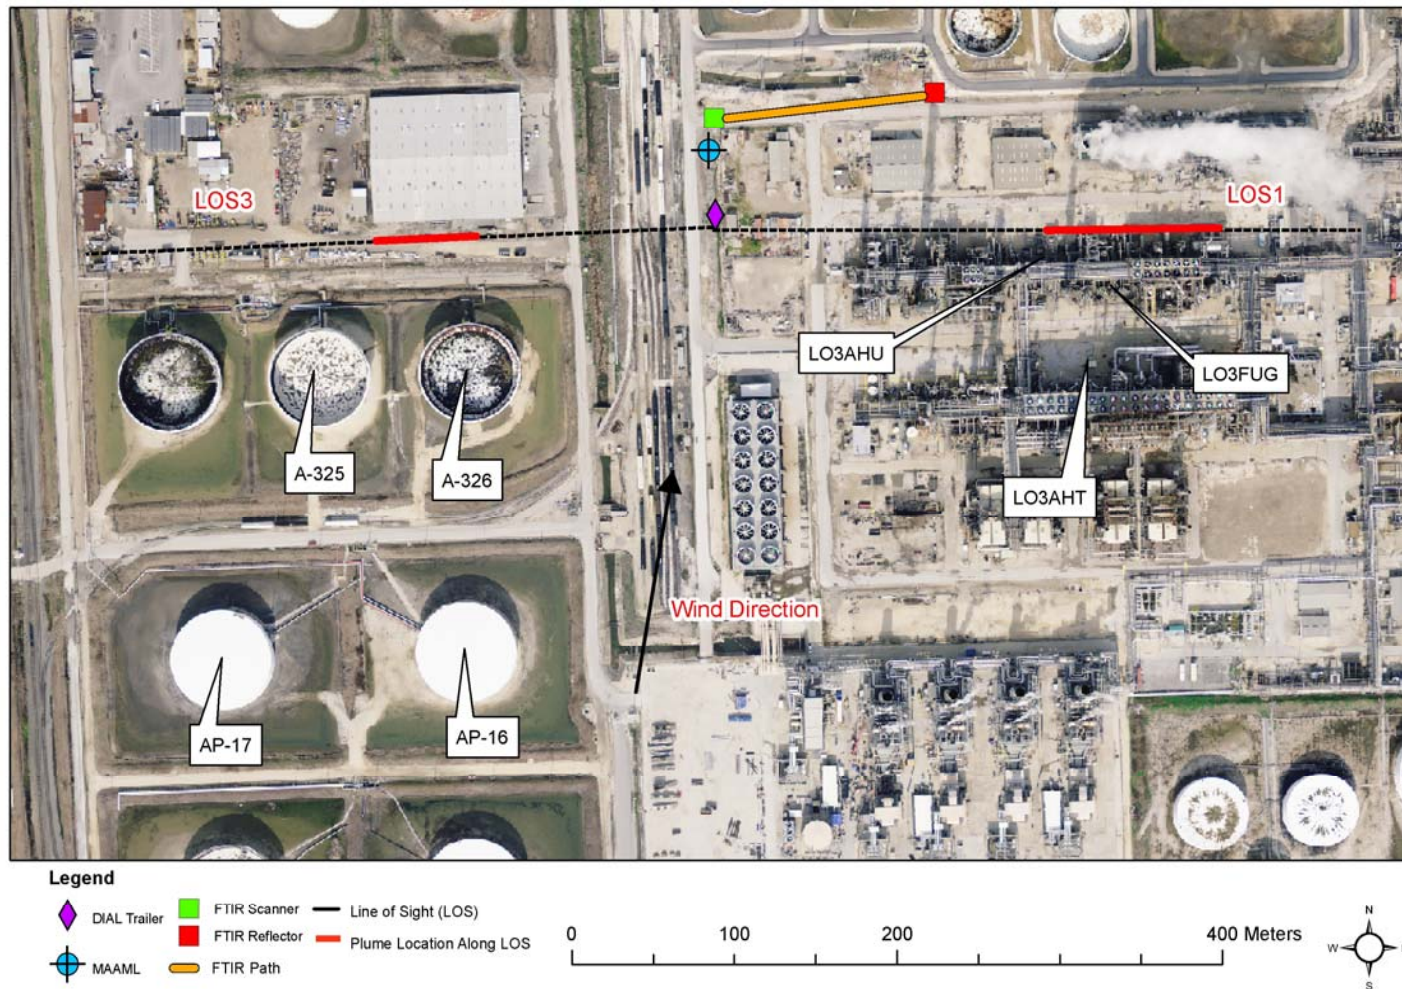 LOS3
LOS1
LO3AHU
LO3FUG
A-325
A-326
LO3AHT
Wind Direction
AP-17
AP-16
Legend
DIAL Trailer
MAAML
FTIR Scanner
FTIR Reflector
FTIR Path
Line of Sight (LOS)
Plume Location Along LOS
0 100 200 400 Meters
N
W
S